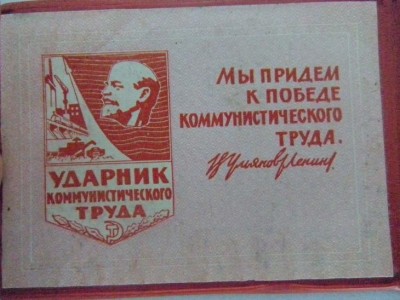 Мы придем
к победе
коммунистического
труда.
В. Ульянов (Ленин)
Ударник
коммунистического
труда